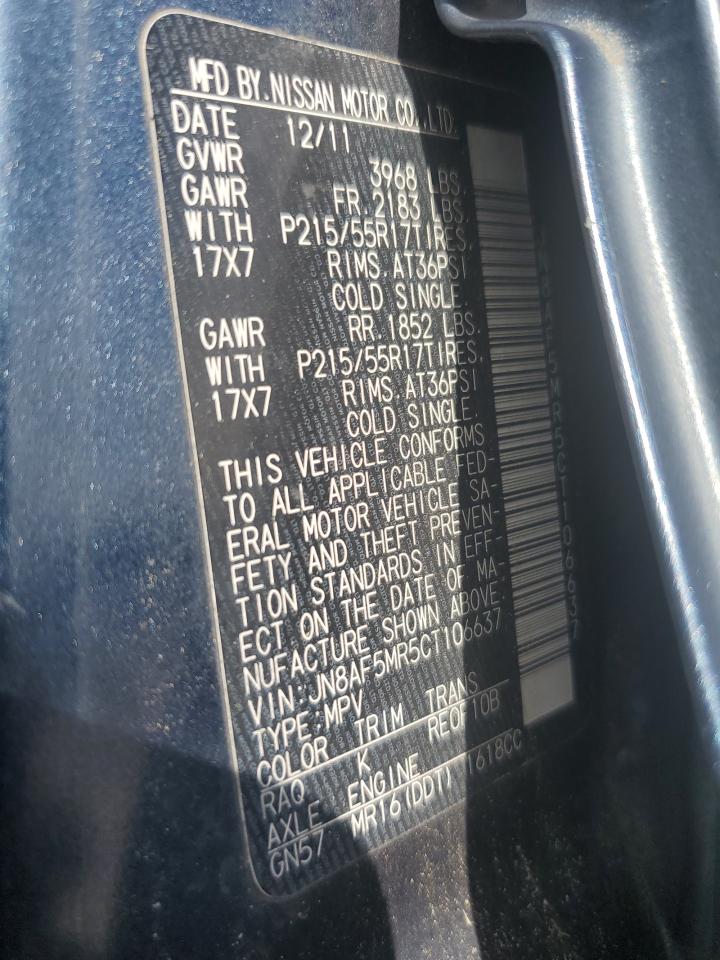 MFD BY.NISSAN MOTOR CO.,LTD.
DATE 12/11
GVWR 3968 LBS.
GAWR FR. 2183 LBS.
WITH P215/55R17TIRES.
17X7 RIMS.AT36PSI
COLD SINGLE.
GAWR RR. 1852 LBS.
WITH P215/55R17TIRES.
17X7 RIMS.AT36PSI
COLD SINGLE.
THIS VEHICLE CONFORMS
TO ALL APPLICABLE FED-
ERAL MOTOR VEHICLE SA-
FETY AND THEFT PREVEN-
TION STANDARDS IN EFF-
ECT ON THE DATE OF MA-
NUFACTURE SHOWN ABOVE.
VIN:JN8AF5MR5CT106637
TYPE:MPV
COLOR TRIM TRANS
RAQ K RE0F10B
AXLE ENGINE
GN57 MR16(DDT) 1618CC
JN8AF5MR5CT106637